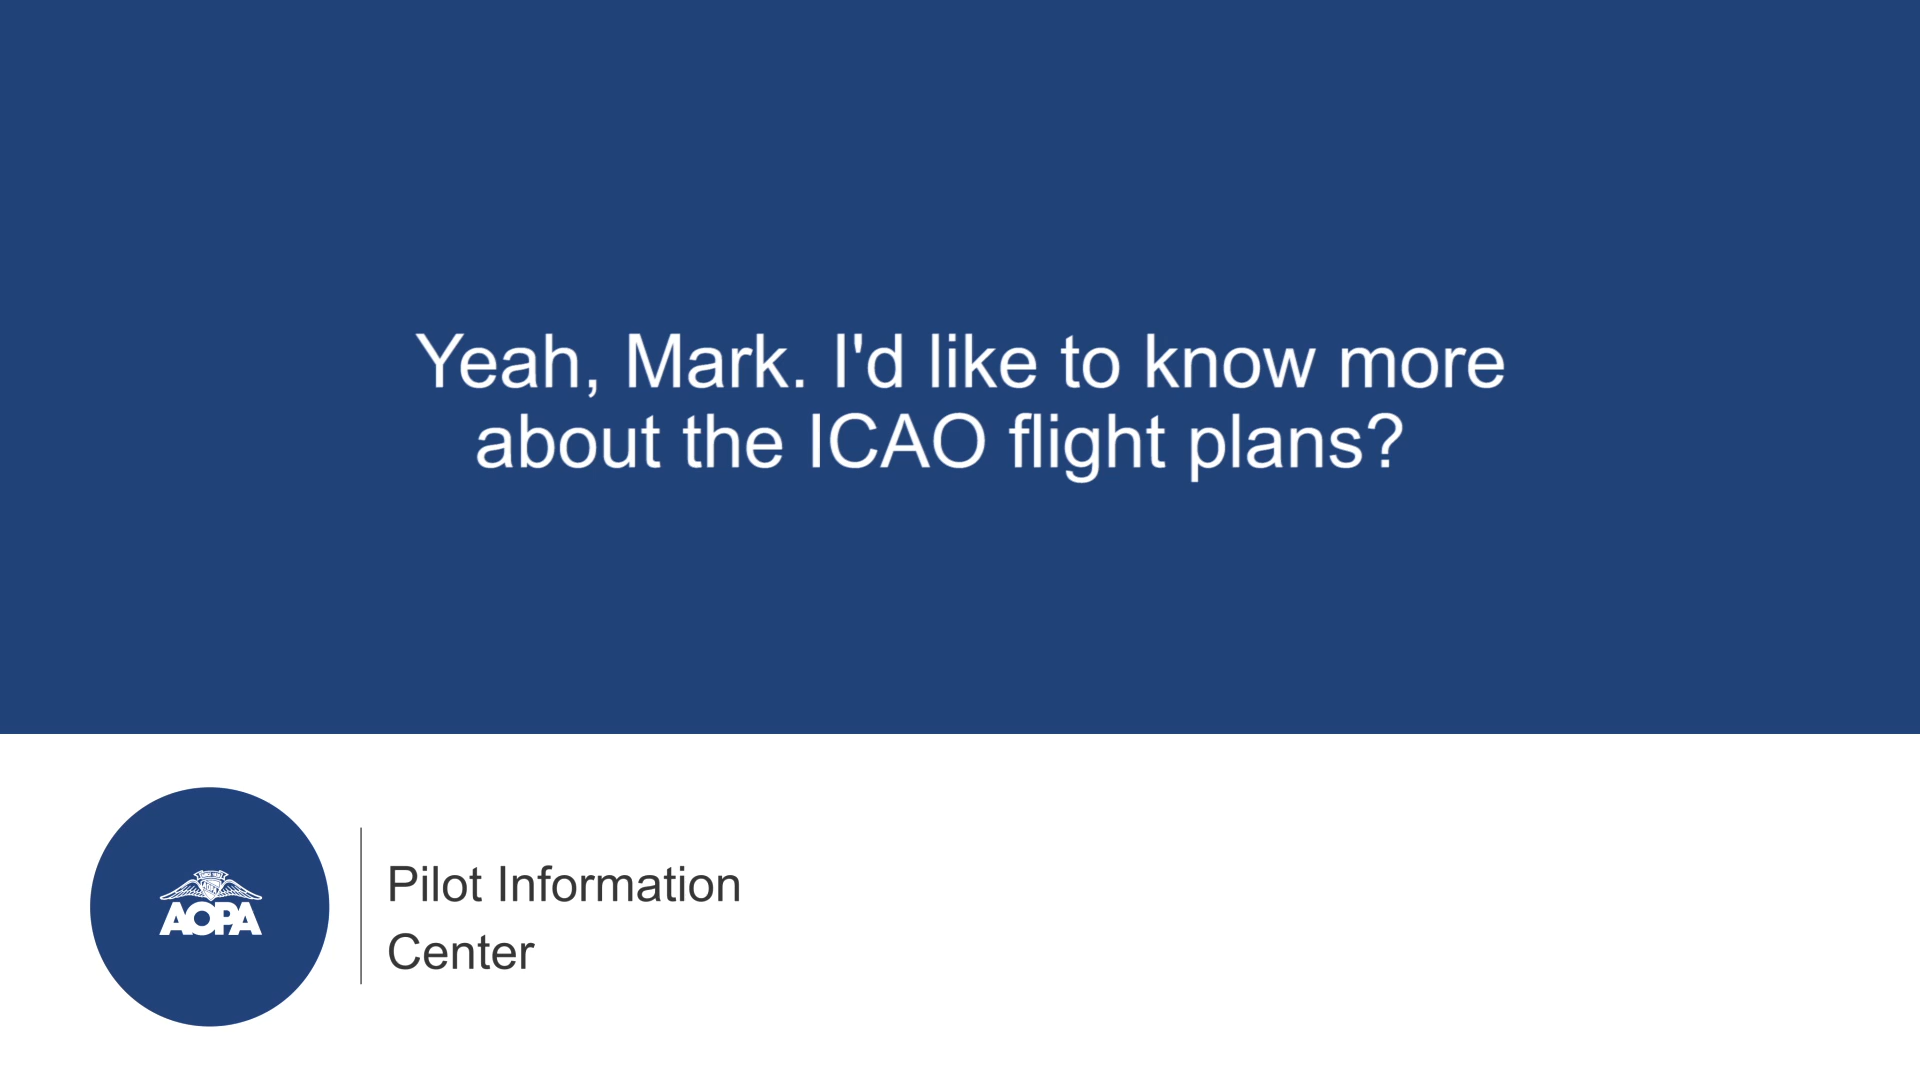 Yeah, Mark. I'd like to know more
about the ICAO flight plans?
AOPA
Pilot Information
Center